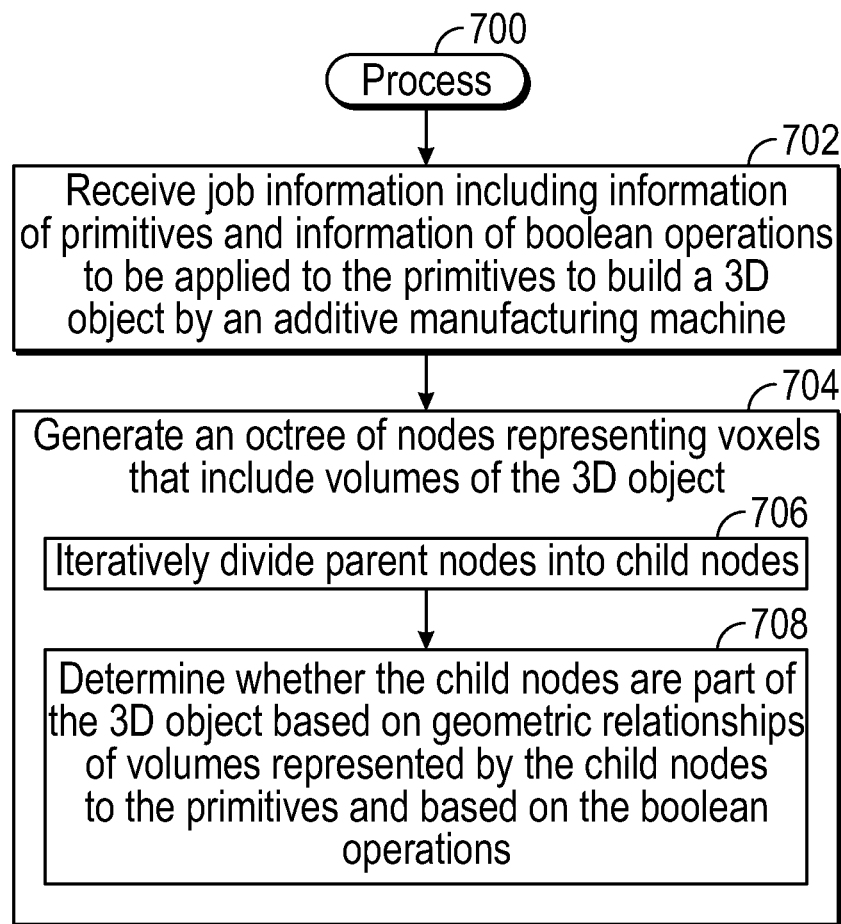 700
Process
702
Receive job information including information
of primitives and information of boolean operations
to be applied to the primitives to build a 3D
object by an additive manufacturing machine
704
Generate an octree of nodes representing voxels
that include volumes of the 3D object
706
Iteratively divide parent nodes into child nodes
708
Determine whether the child nodes are part of
the 3D object based on geometric relationships
of volumes represented by the child nodes
to the primitives and based on the boolean
operations